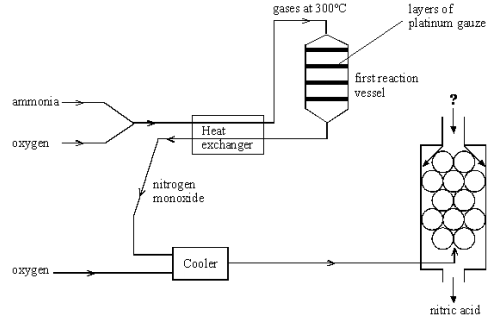 gases at 300°C
layers of
platinum gauze
first reaction
vessel
ammonia
?
Heat
exchanger
oxygen
nitrogen
monoxide
Cooler
oxygen
nitric acid